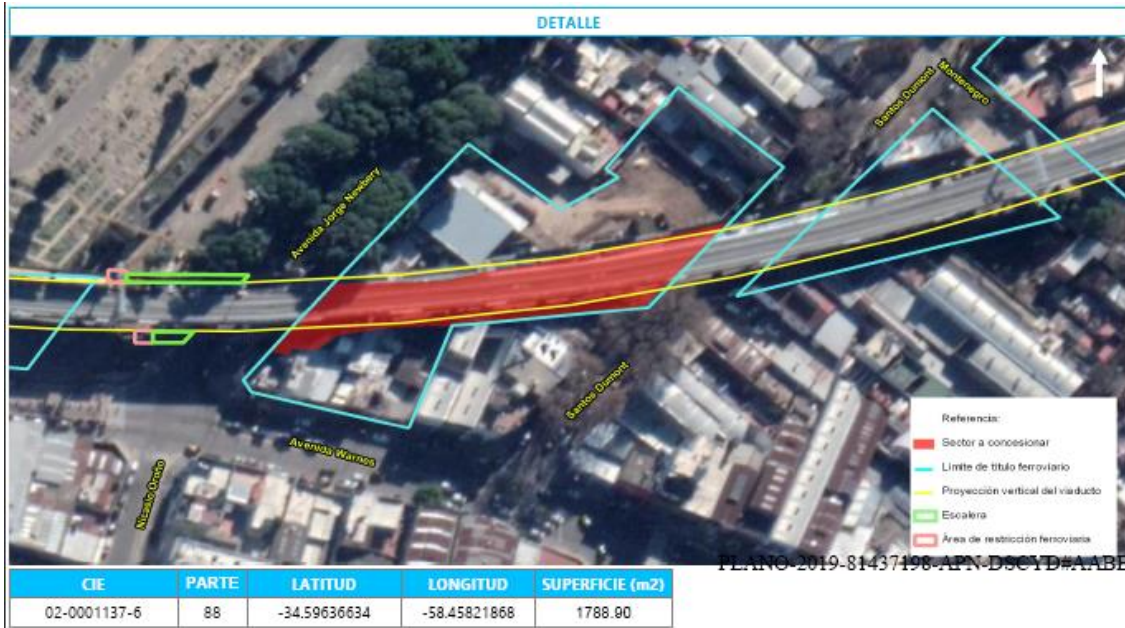 DETALLE
Santos Dumont
Montenegro
Avenida Jorge Newbery
Santos Dumont
Avenida Warnes
Nicasio Oroño
Referencia:
Sector a concesionar
Límite de título ferroviario
Proyección vertical del viaducto
Escalera
Área de restricción ferroviaria
PLANO-2019-81437198-APN-DSCYD#AABE
CIE PARTE LATITUD LONGITUD SUPERFICIE (m2)
02-0001137-6 88 -34.59636634 -58.45821868 1788.90